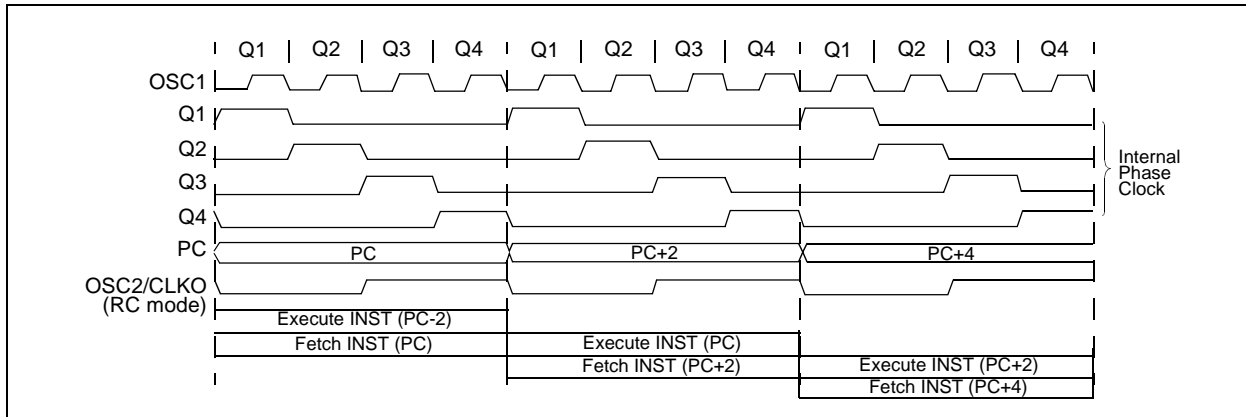 Q1 Q2 Q3 Q4 Q1 Q2 Q3 Q4 Q1 Q2 Q3 Q4
OSC1
Q1
Q2
Q3
Q4
Internal
Phase
Clock
PC PC PC+2 PC+4
OSC2/CLKO
(RC mode)
Execute INST (PC-2)
Fetch INST (PC) Execute INST (PC)
Fetch INST (PC+2) Execute INST (PC+2)
Fetch INST (PC+4)